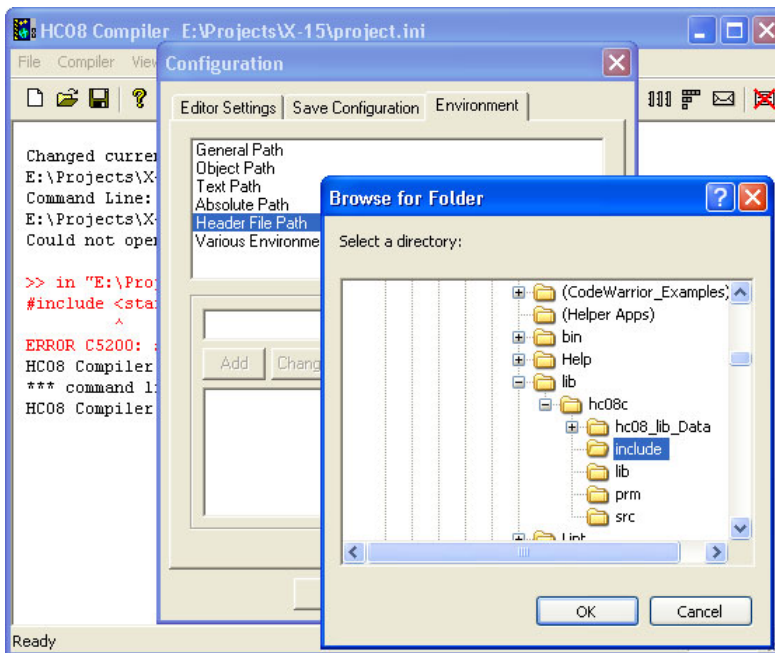 HC08 Compiler E:\Projects\X-15\project.ini
File Compiler View
Configuration
Editor Settings
Save Configuration
Environment
General Path
Object Path
Text Path
Absolute Path
Header File Path
Various Environme
Add
Chang
Changed curre
E:\Projects\X-
Command Line:
E:\Projects\X-
Could not oper
>> in "E:\Proj
#include <sta
^
ERROR C5200:
HC08 Compiler
*** command li
HC08 Compiler
Ready
Browse for Folder
Select a directory:
(CodeWarrior_Examples)
(Helper Apps)
bin
Help
lib
hc08c
hc08_lib_Data
include
lib
prm
src
Lint
OK
Cancel